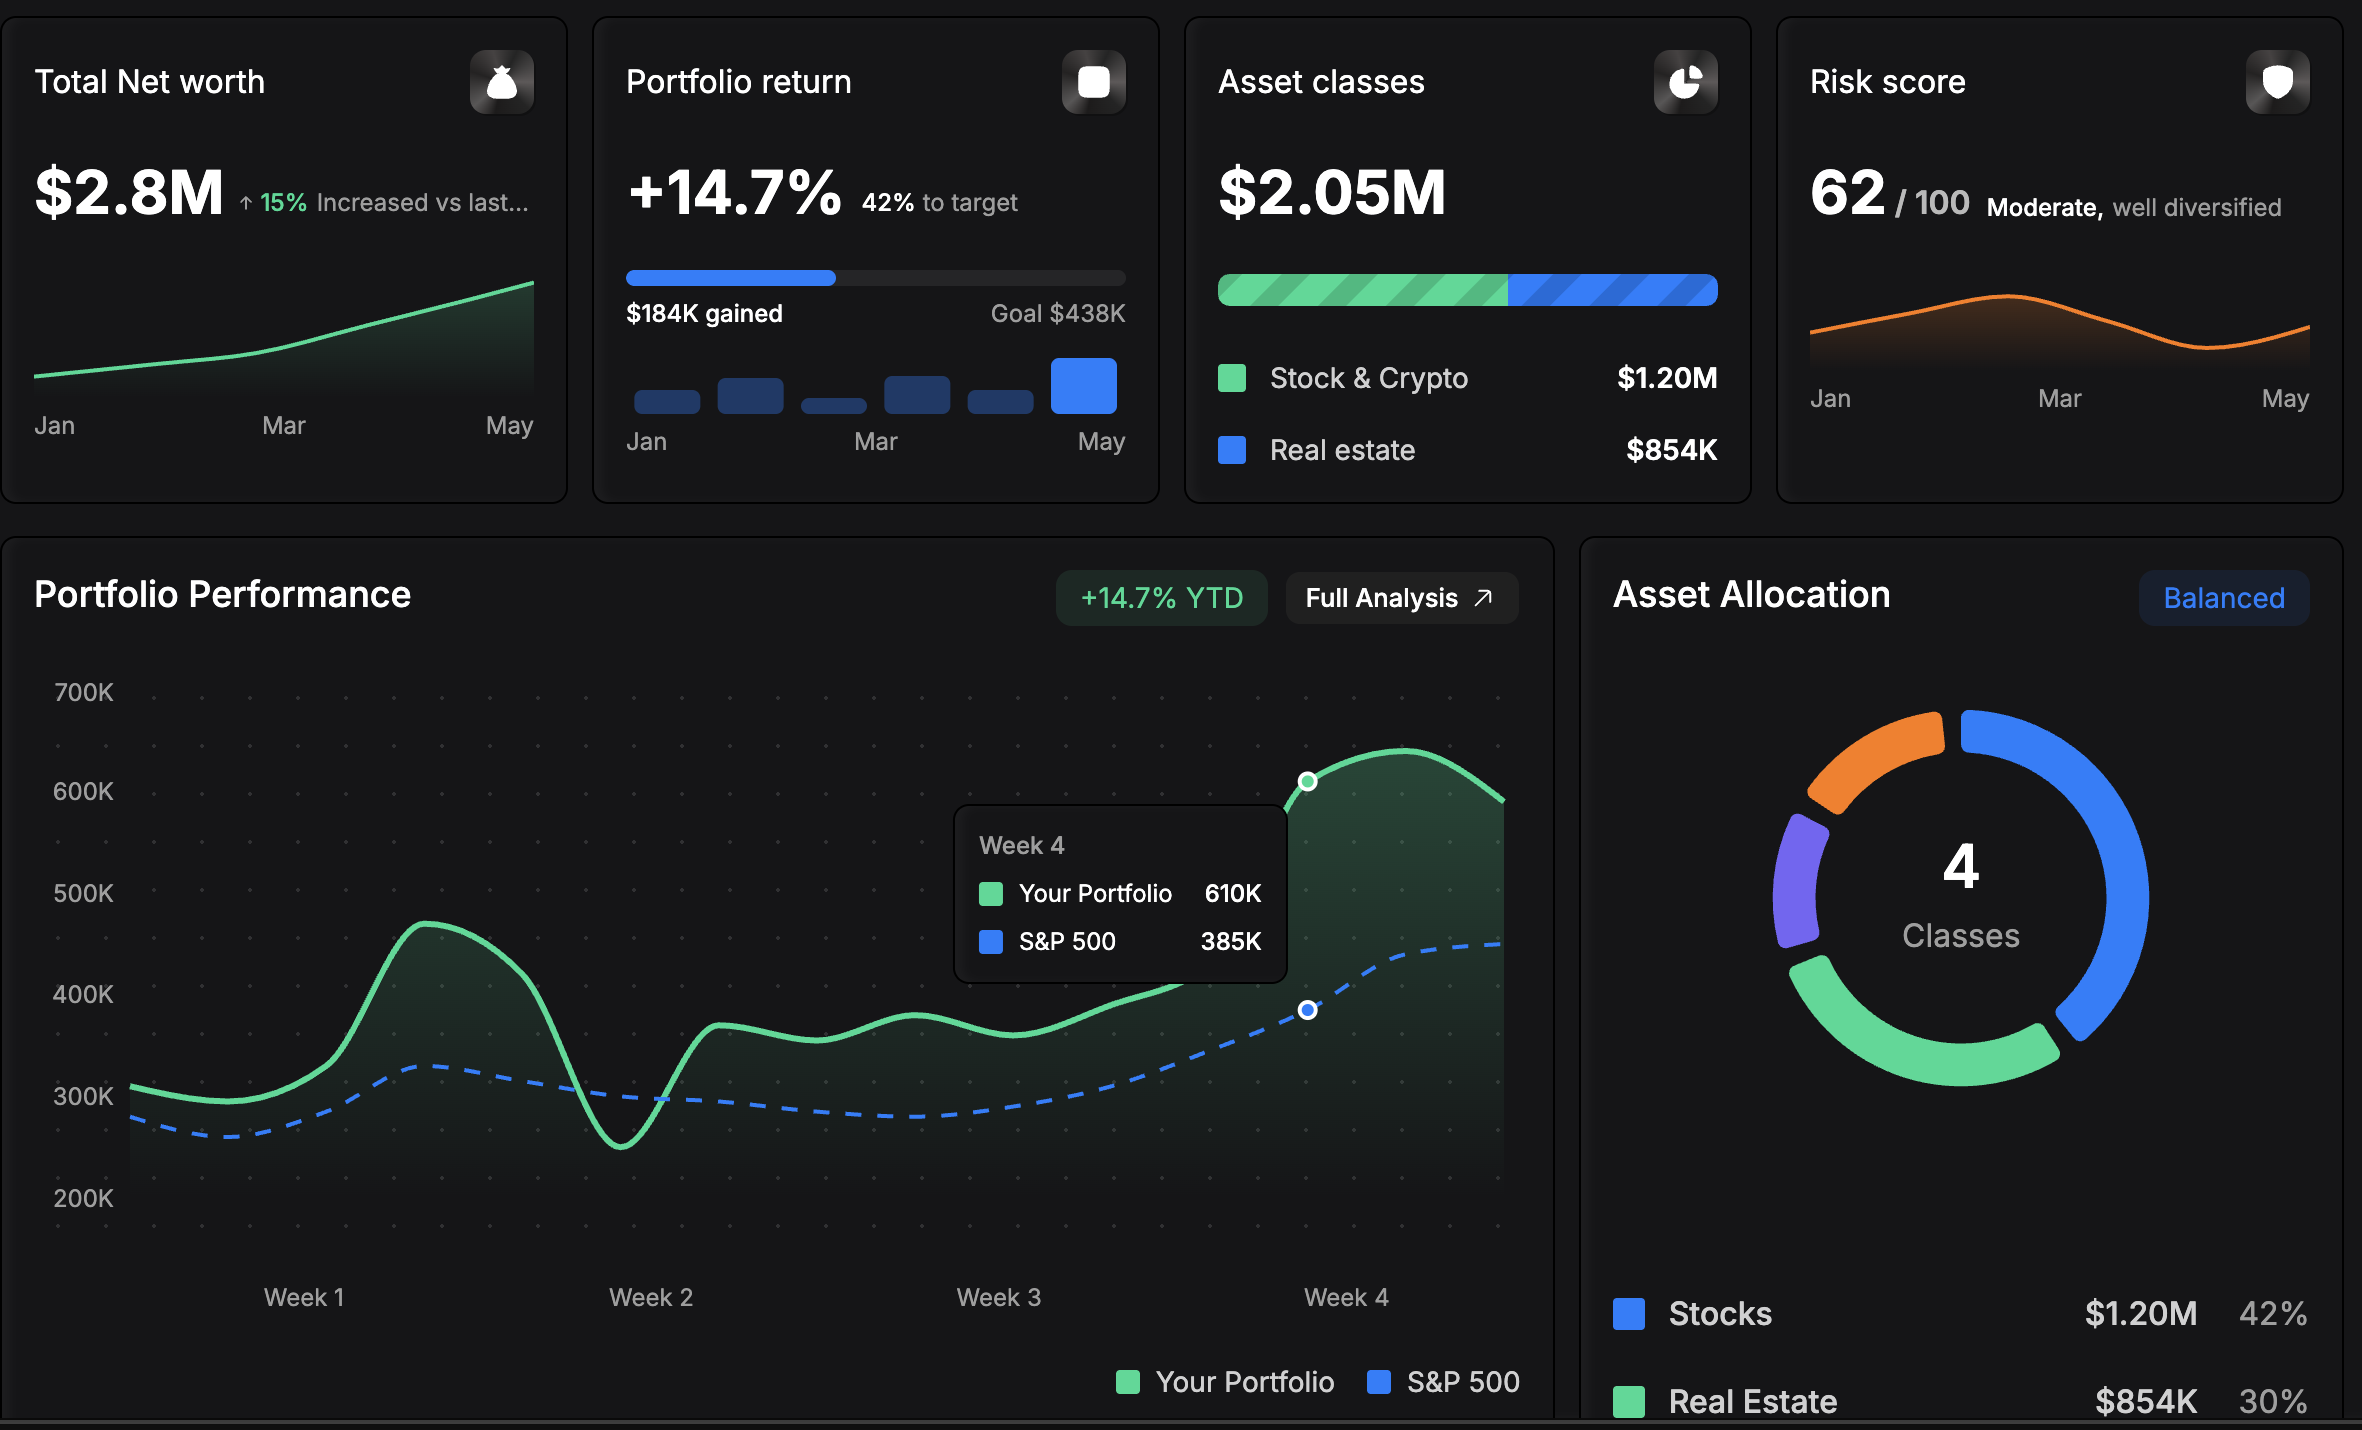 Total Net worth
$2.8M ↑ 15% Increased vs last...
Jan Mar May
Portfolio return
+14.7% 42% to target
$184K gained Goal $438K
Jan Mar May
Asset classes
$2.05M
Stock & Crypto $1.20M
Real estate $854K
Risk score
62 / 100 Moderate, well diversified
Jan Mar May
Portfolio Performance
+14.7% YTD
Full Analysis ↗
700K
600K
500K
400K
300K
200K
Week 4
Your Portfolio 610K
S&P 500 385K
Week 1 Week 2 Week 3 Week 4
Your Portfolio S&P 500
Asset Allocation
Balanced
4
Classes
Stocks $1.20M 42%
Real Estate $854K 30%